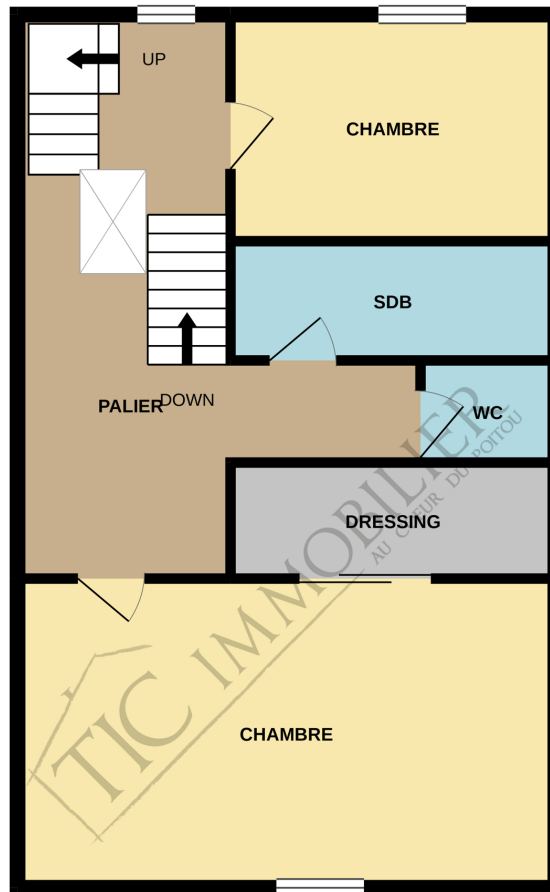 UP
CHAMBRE
SDB
PALIER
DOWN
WC
DRESSING
CHAMBRE
TIC IMMOBILIER
AU CŒUR DU POITOU